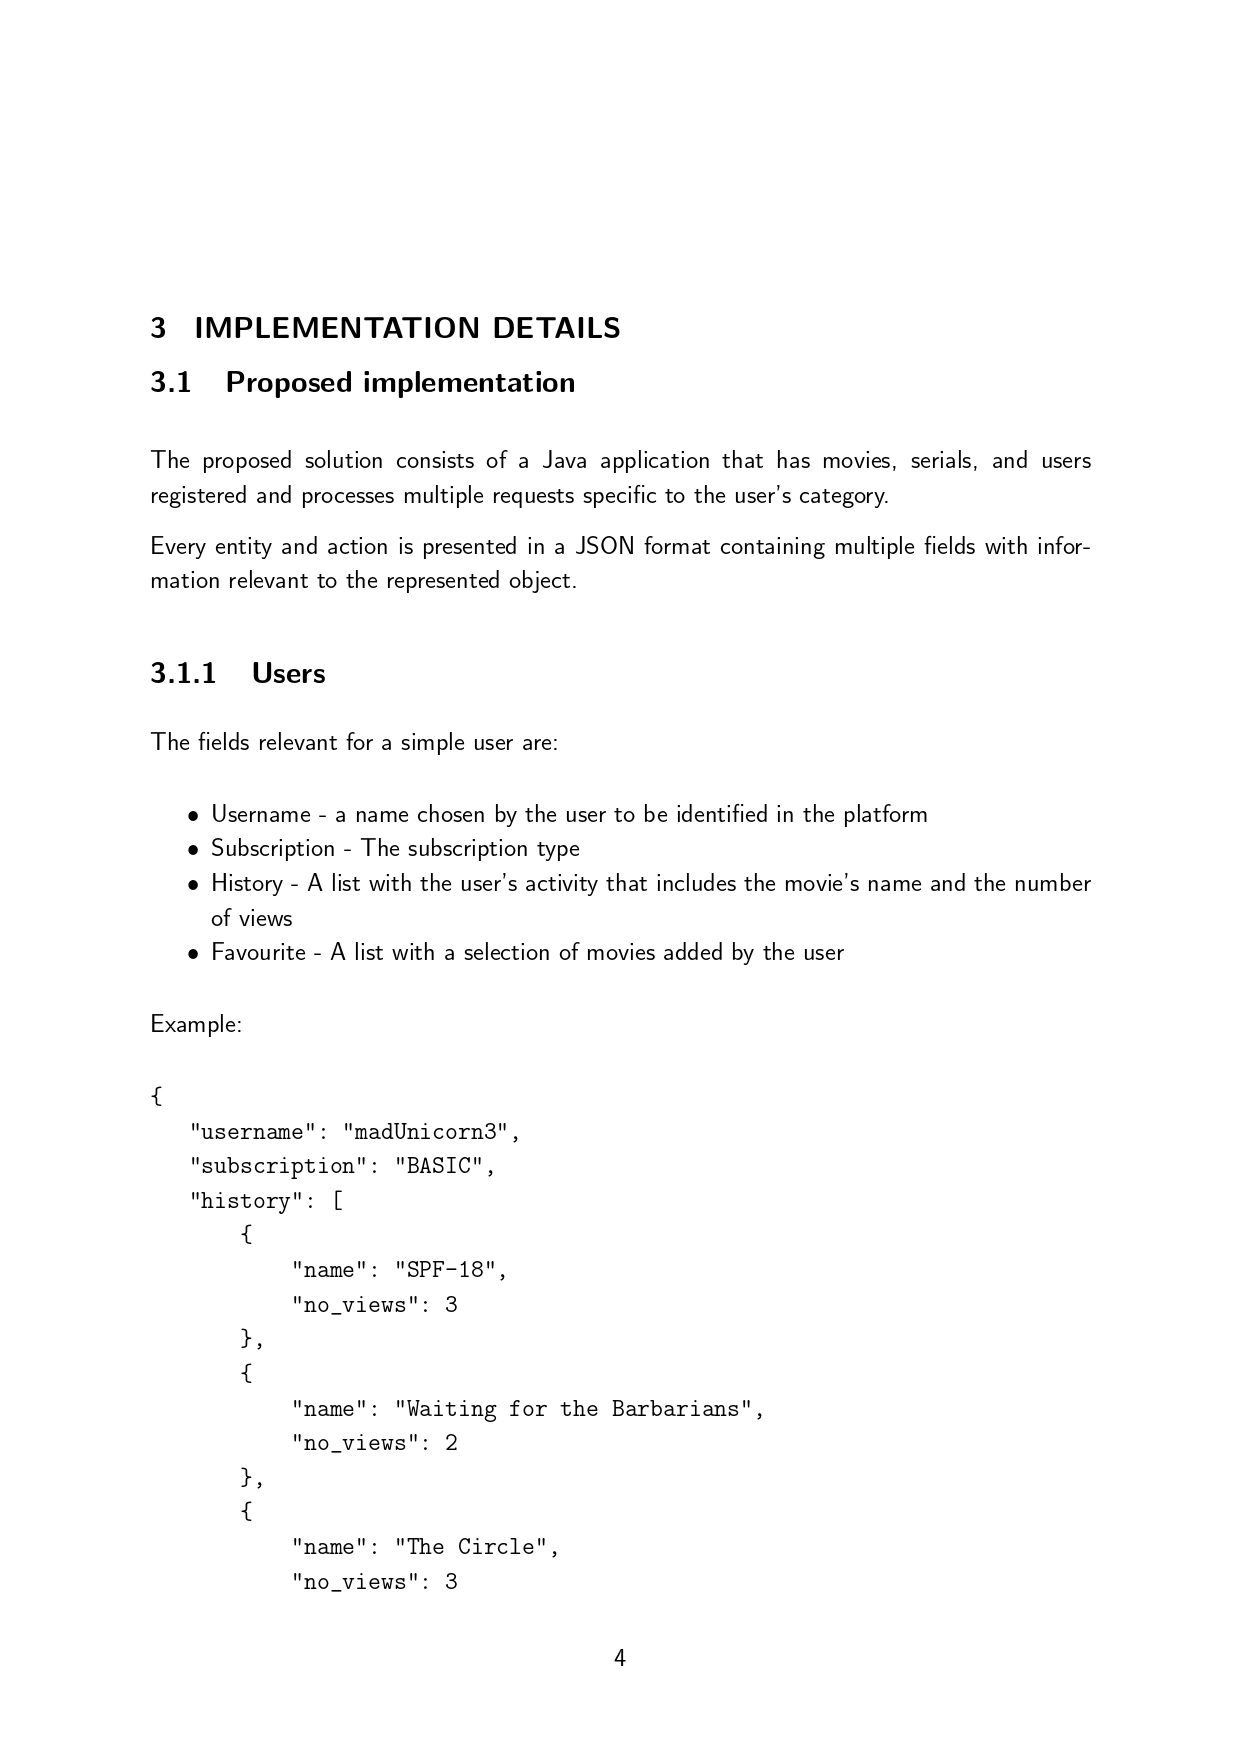 3 IMPLEMENTATION DETAILS
3.1 Proposed implementation
The proposed solution consists of a Java application that has movies, serials, and users
registered and processes multiple requests specific to the user's category.
Every entity and action is presented in a JSON format containing multiple fields with infor-
mation relevant to the represented object.
3.1.1 Users
The fields relevant for a simple user are:
• Username - a name chosen by the user to be identified in the platform
• Subscription - The subscription type
• History - A list with the user's activity that includes the movie's name and the number
of views
• Favourite - A list with a selection of movies added by the user
Example:
{
"username": "madUnicorn3",
"subscription": "BASIC",
"history": [
{
"name": "SPF-18",
"no_views": 3
},
{
"name": "Waiting for the Barbarians",
"no_views": 2
},
{
"name": "The Circle",
"no_views": 3
4